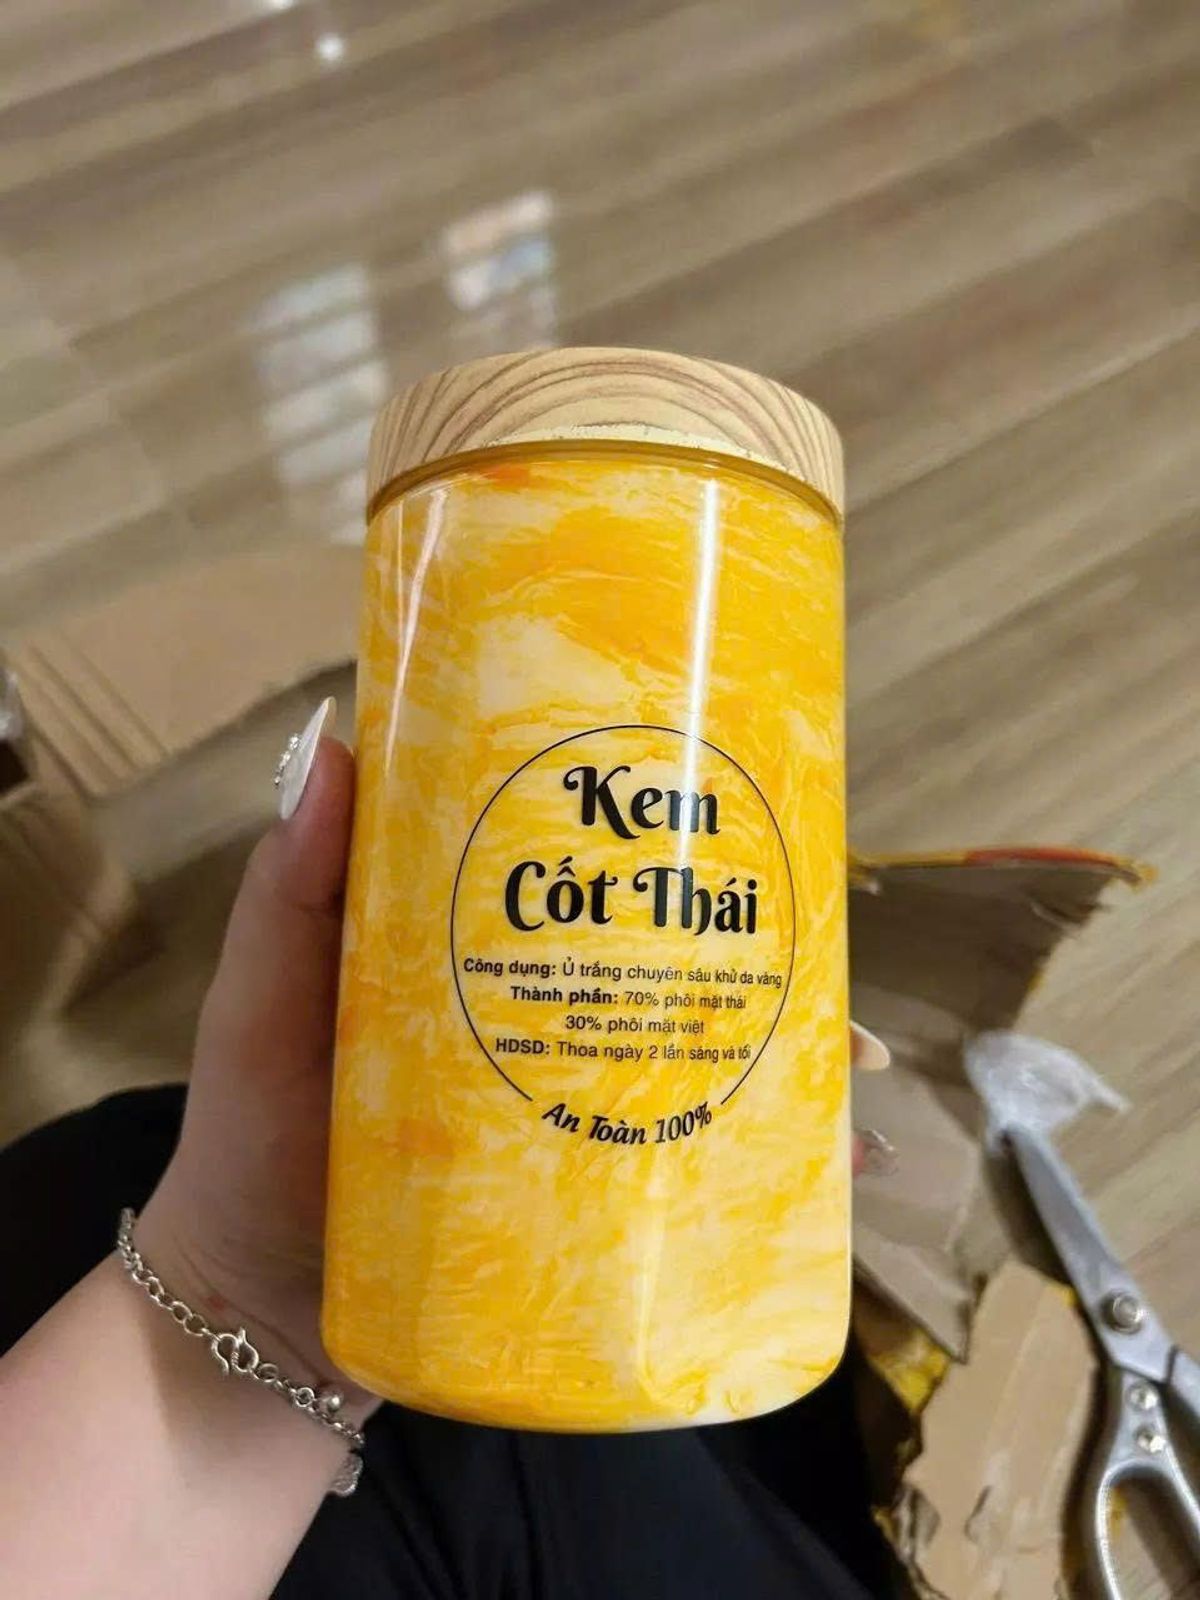 Kem
Cốt Thái
Công dụng: Ủ trắng chuyên sâu khử da vàng
Thành phần: 70% phôi mặt thái
30% phôi mặt việt
HDSD: Thoa ngày 2 lần sáng và tối
An Toàn 100%